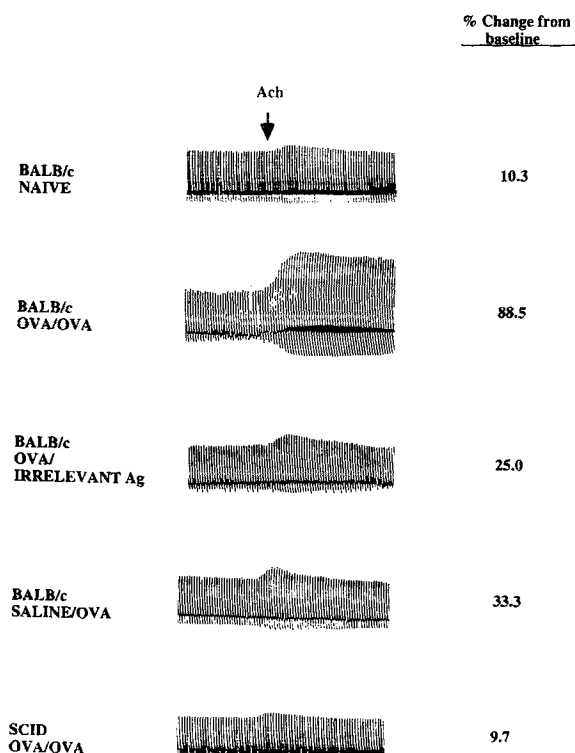 % Change from
baseline
Ach
BALB/c
NAIVE
10.3
BALB/c
OVA/OVA
88.5
BALB/c
OVA/
IRRELEVANT Ag
25.0
BALB/c
SALINE/OVA
33.3
SCID
OVA/OVA
9.7